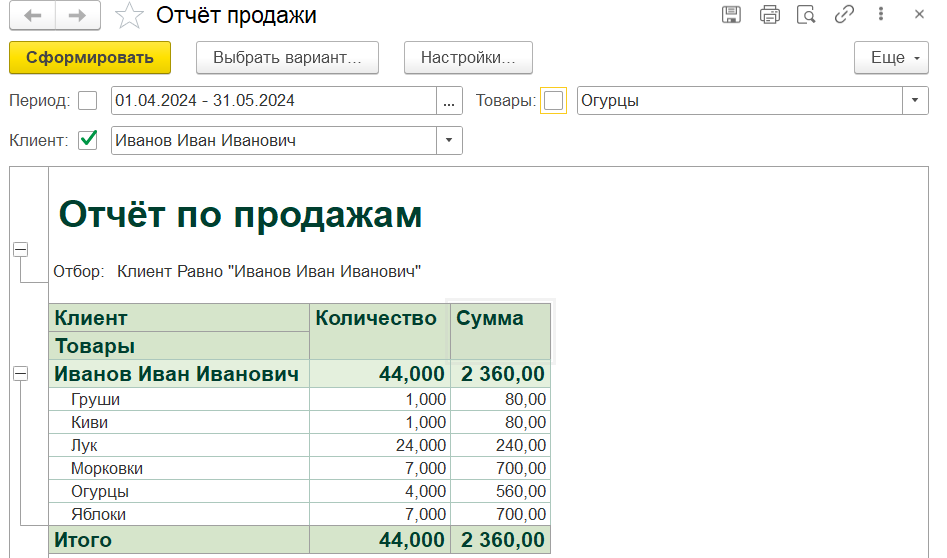 Отчёт продажи
Сформировать Выбрать вариант... Настройки... Еще
Период: 01.04.2024 - 31.05.2024 ... Товары: Огурцы
Клиент: Иванов Иван Иванович
Отчёт по продажам
Отбор: Клиент Равно "Иванов Иван Иванович"
Клиент Количество Сумма
Товары
Иванов Иван Иванович 44,000 2 360,00
Груши 1,000 80,00
Киви 1,000 80,00
Лук 24,000 240,00
Морковки 7,000 700,00
Огурцы 4,000 560,00
Яблоки 7,000 700,00
Итого 44,000 2 360,00